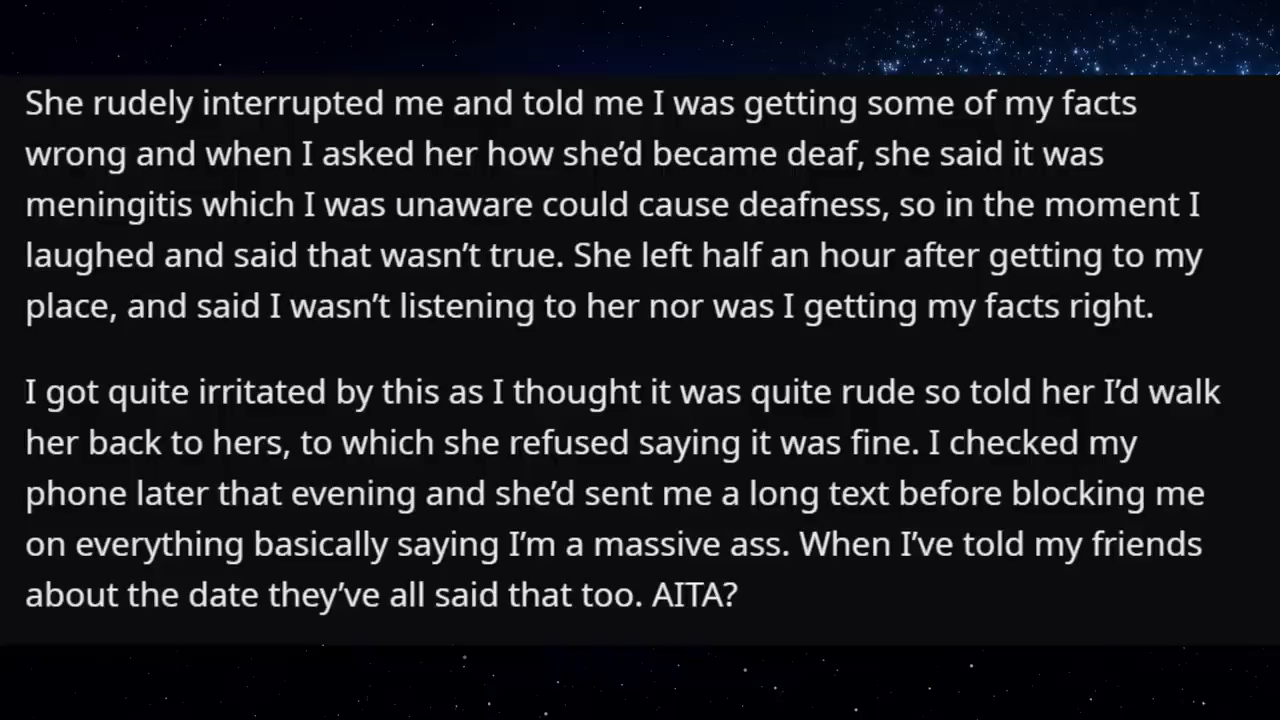 She rudely interrupted me and told me I was getting some of my facts
wrong and when I asked her how she’d became deaf, she said it was
meningitis which I was unaware could cause deafness, so in the moment I
laughed and said that wasn’t true. She left half an hour after getting to my
place, and said I wasn’t listening to her nor was I getting my facts right.
I got quite irritated by this as I thought it was quite rude so told her I’d walk
her back to hers, to which she refused saying it was fine. I checked my
phone later that evening and she’d sent me a long text before blocking me
on everything basically saying I’m a massive ass. When I’ve told my friends
about the date they’ve all said that too. AITA?